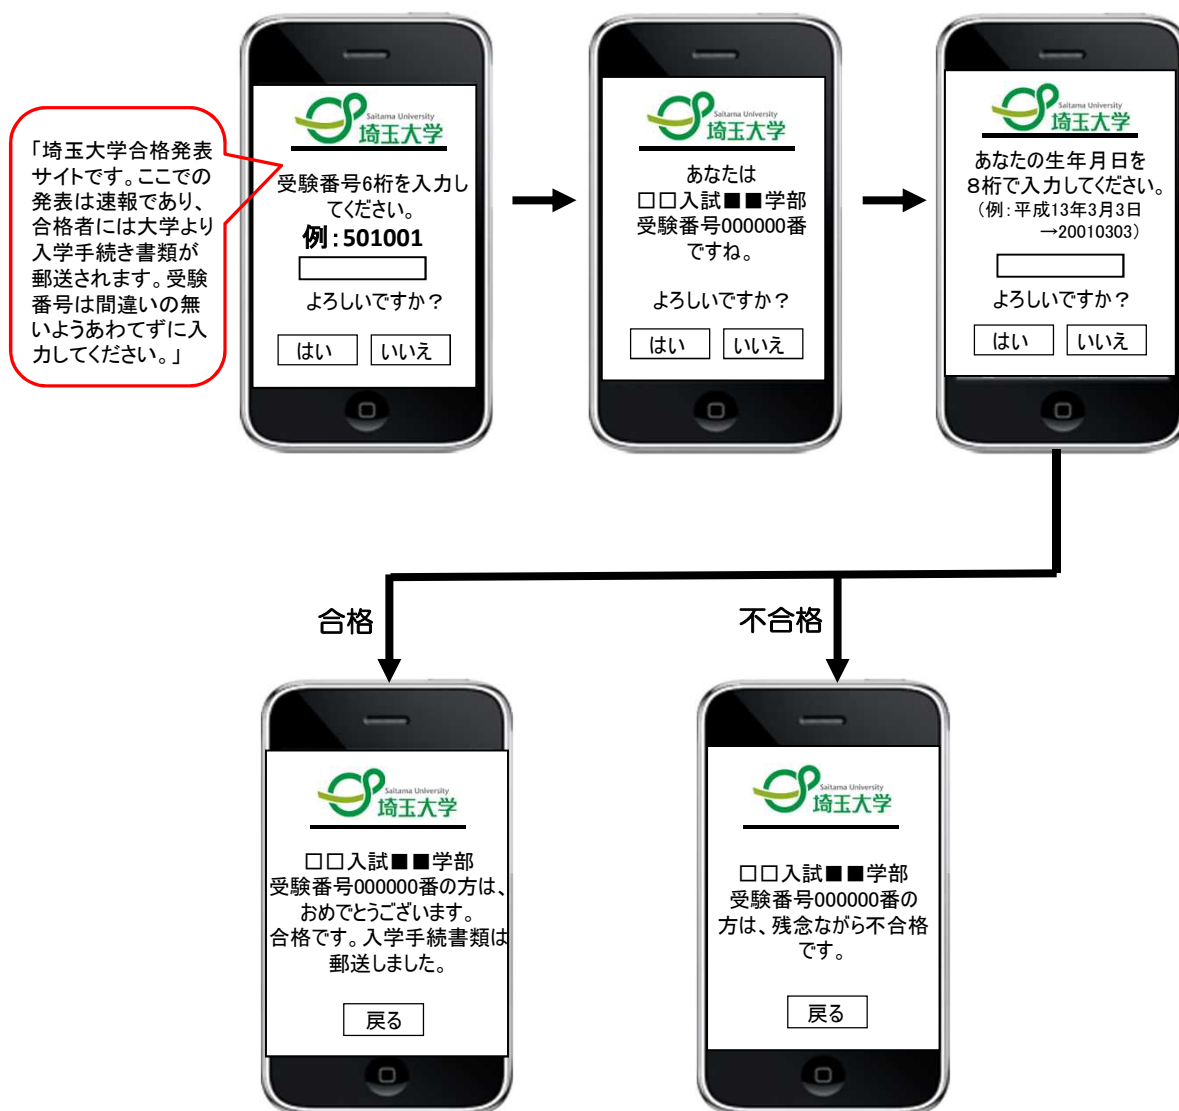 「埼玉大学合格発表
サイトです。ここでの
発表は速報であり、
合格者には大学より
入学手続き書類が
郵送されます。受験
番号は間違いの無
いようあわてずに入
力してください。」
Saitama University
埼玉大学
受験番号6桁を入力し
てください。
例：501001
よろしいですか？
はい
いいえ
Saitama University
埼玉大学
あなたは
□□入試■■学部
受験番号000000番
ですね。
よろしいですか？
はい
いいえ
Saitama University
埼玉大学
あなたの生年月日を
８桁で入力してください。
（例：平成13年3月3日
→20010303）
よろしいですか？
はい
いいえ
合格
不合格
Saitama University
埼玉大学
□□入試■■学部
受験番号000000番の方は、
おめでとうございます。
合格です。入学手続書類は
郵送しました。
戻る
Saitama University
埼玉大学
□□入試■■学部
受験番号000000番の
方は、残念ながら不合格
です。
戻る